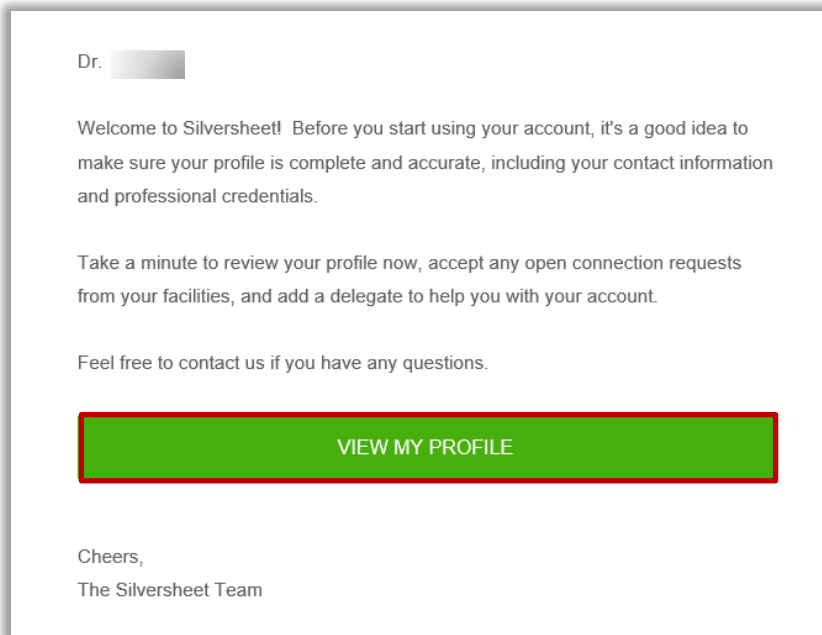 Dr.
Welcome to Silversheet!  Before you start using your account, it's a good idea to
make sure your profile is complete and accurate, including your contact information
and professional credentials.
Take a minute to review your profile now, accept any open connection requests
from your facilities, and add a delegate to help you with your account.
Feel free to contact us if you have any questions.
VIEW MY PROFILE
Cheers,
The Silversheet Team